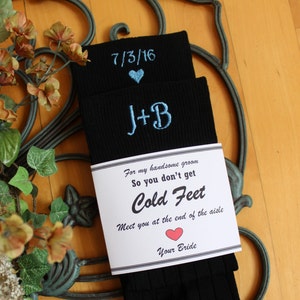 7/3/16
J+B
For my handsome groom
So you don't get
Cold Feet
Meet you at the end of the aisle
Your Bride